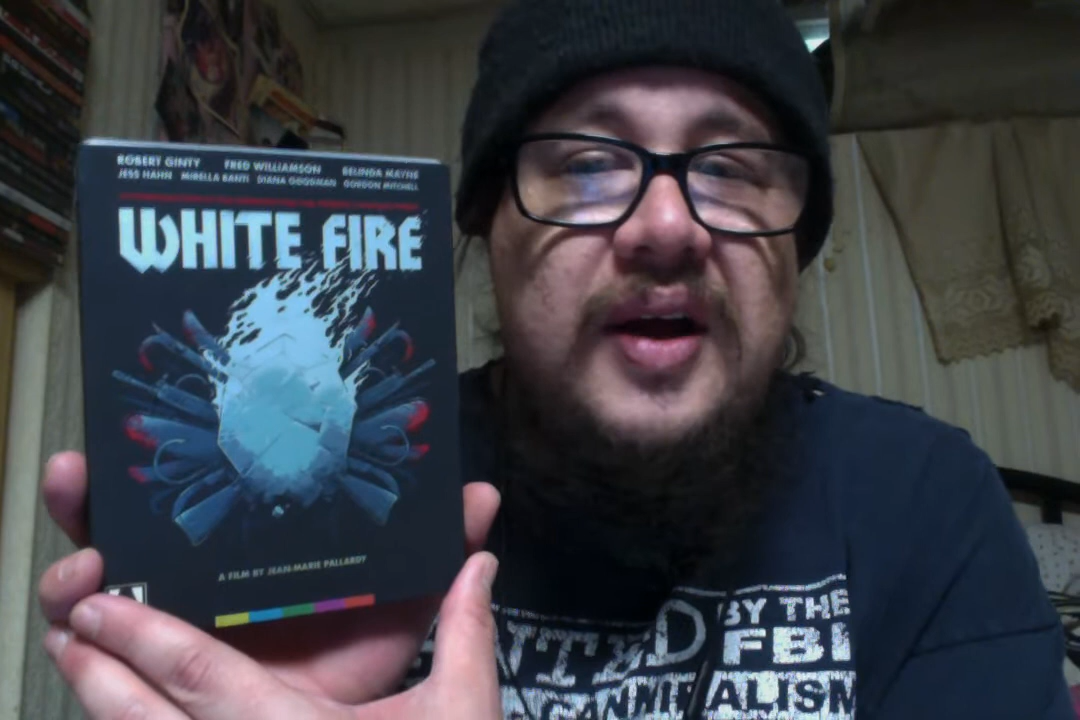 ROBERT GINTY FRED WILLIAMSON BELINDA MAYNE
JESS HAHN MIRELLA BANTI DIANA GOODMAN GORDON MITCHELL
WHITE FIRE
A FILM BY JEAN-MARIE PALLARDY
BY THE
FBI
CANNIBALISM